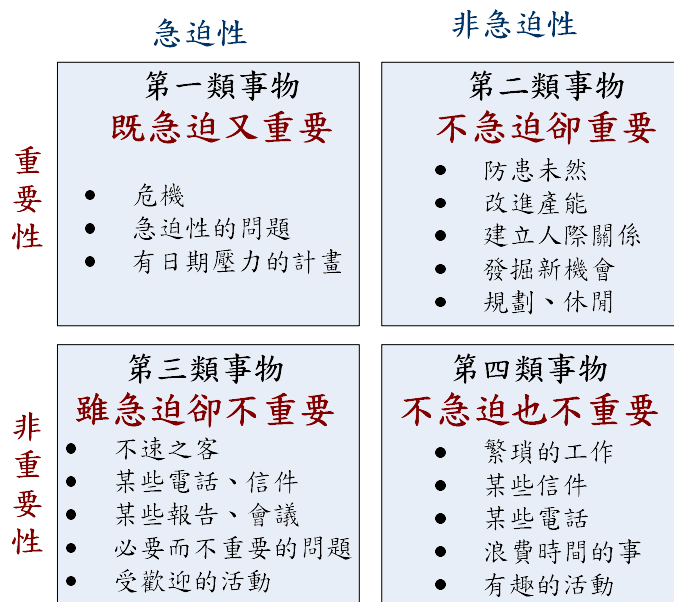 急迫性
非急迫性
重要性
第一類事物
既急迫又重要
• 危機
• 急迫性的問題
• 有日期壓力的計畫
第二類事物
不急迫卻重要
• 防患未然
• 改進產能
• 建立人際關係
• 發掘新機會
• 規劃、休閒
非重要性
第三類事物
雖急迫卻不重要
• 不速之客
• 某些電話、信件
• 某些報告、會議
• 必要而不重要的問題
• 受歡迎的活動
第四類事物
不急迫也不重要
• 繁瑣的工作
• 某些信件
• 某些電話
• 浪費時間的事
• 有趣的活動